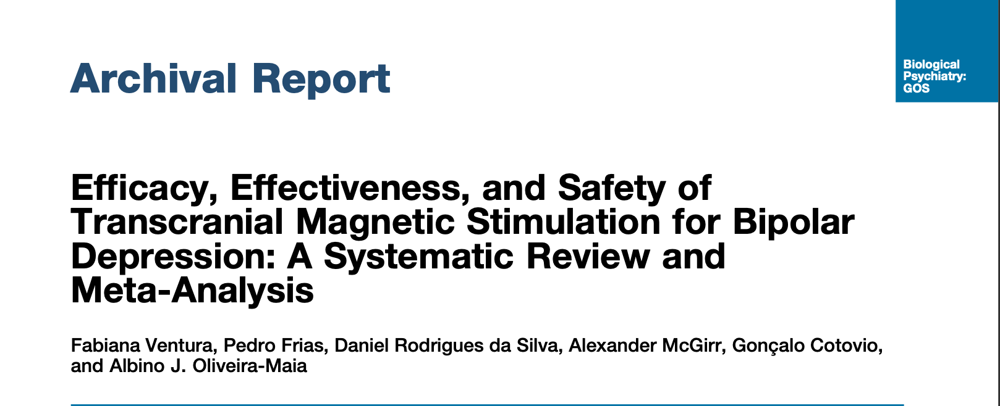 Archival Report
Biological
Psychiatry:
GOS
Efficacy, Effectiveness, and Safety of
Transcranial Magnetic Stimulation for Bipolar
Depression: A Systematic Review and
Meta-Analysis
Fabiana Ventura, Pedro Frias, Daniel Rodrigues da Silva, Alexander McGirr, Gonçalo Cotovio,
and Albino J. Oliveira-Maia